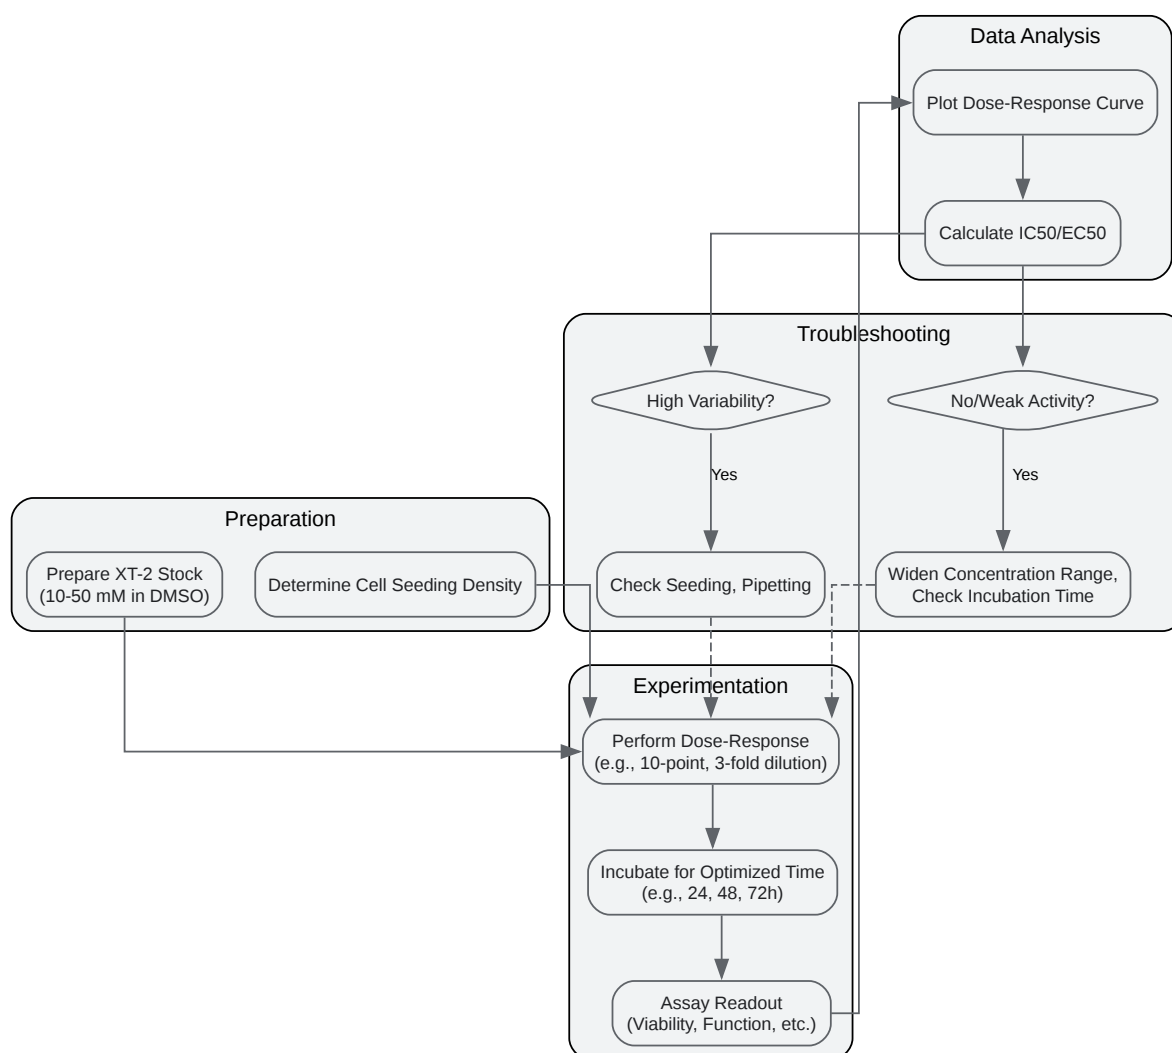 Data Analysis
Plot Dose-Response Curve
Calculate IC50/EC50
Troubleshooting
High Variability?
No/Weak Activity?
Yes
Yes
Preparation
Prepare XT-2 Stock
(10-50 mM in DMSO)
Determine Cell Seeding Density
Check Seeding, Pipetting
Widen Concentration Range,
Check Incubation Time
Experimentation
Perform Dose-Response
(e.g., 10-point, 3-fold dilution)
Incubate for Optimized Time
(e.g., 24, 48, 72h)
Assay Readout
(Viability, Function, etc.)